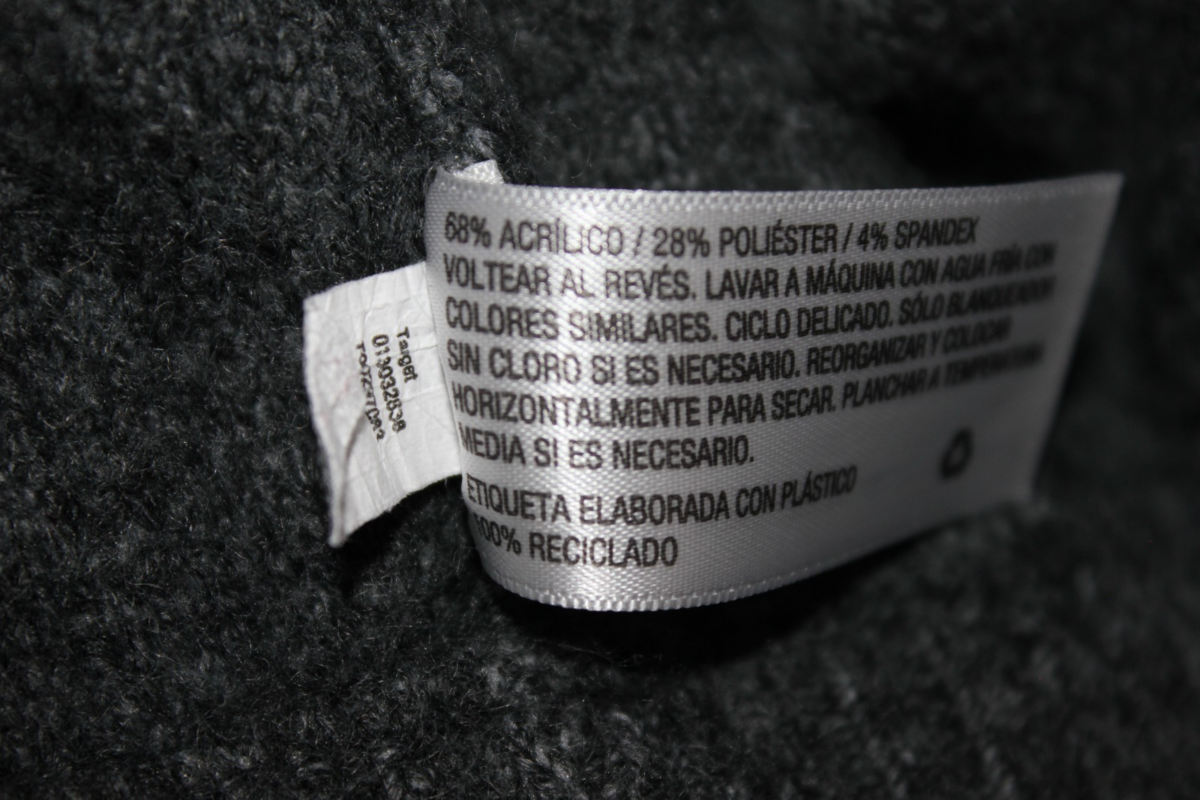 68% ACRÍLICO / 28% POLIÉSTER / 4% SPANDEX
VOLTEAR AL REVÉS. LAVAR A MÁQUINA CON AGUA FRÍA CON
COLORES SIMILARES. CICLO DELICADO. SÓLO BLANQUEADOR
SIN CLORO SI ES NECESARIO. REORGANIZAR Y COLOCAR
HORIZONTALMENTE PARA SECAR. PLANCHAR A TEMPERATURA
MEDIA SI ES NECESARIO.
ETIQUETA ELABORADA CON PLÁSTICO
100% RECICLADO
Target